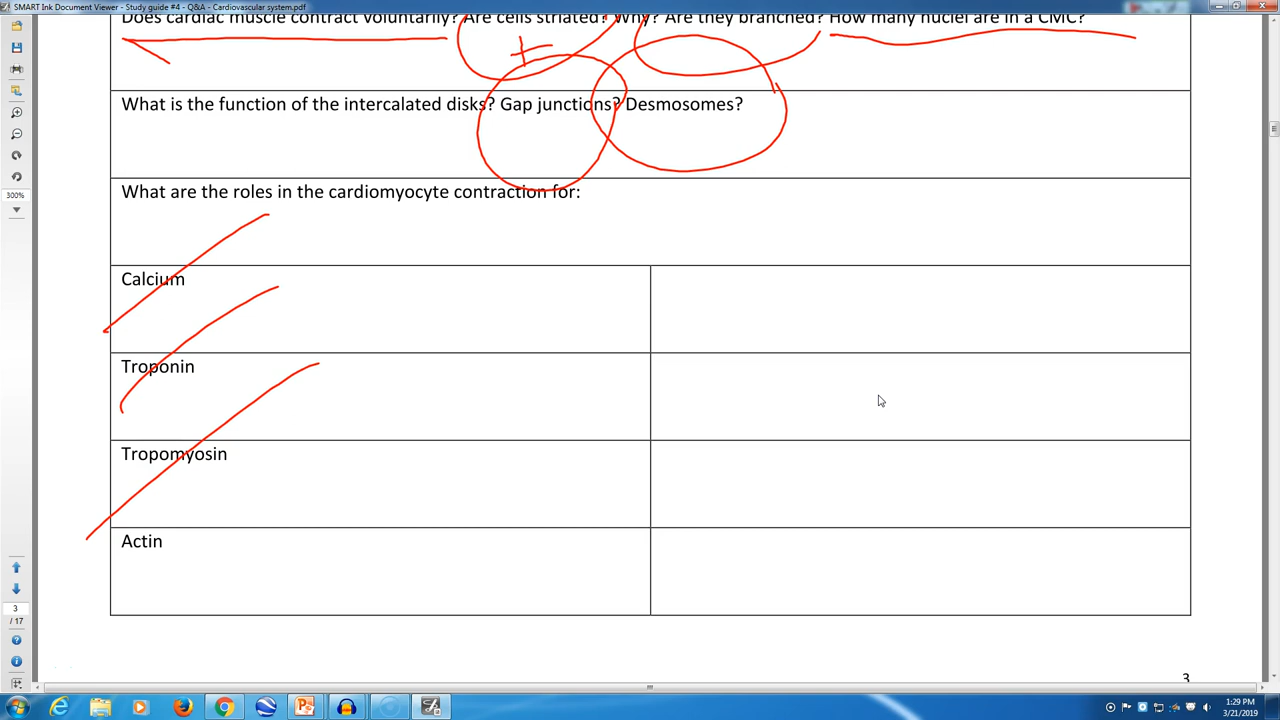 SMART Ink Document Viewer - Study guide #4 - Q&A - Cardiovascular system.pdf
Does cardiac muscle contract voluntarily? Are cells striated? Why? Are they branched? How many nuclei are in a CMC?
What is the function of the intercalated disks? Gap junctions? Desmosomes?
What are the roles in the cardiomyocyte contraction for:
300%
Calcium
Troponin
Tropomyosin
Actin
3
/ 17
3
1:29 PM
3/21/2019